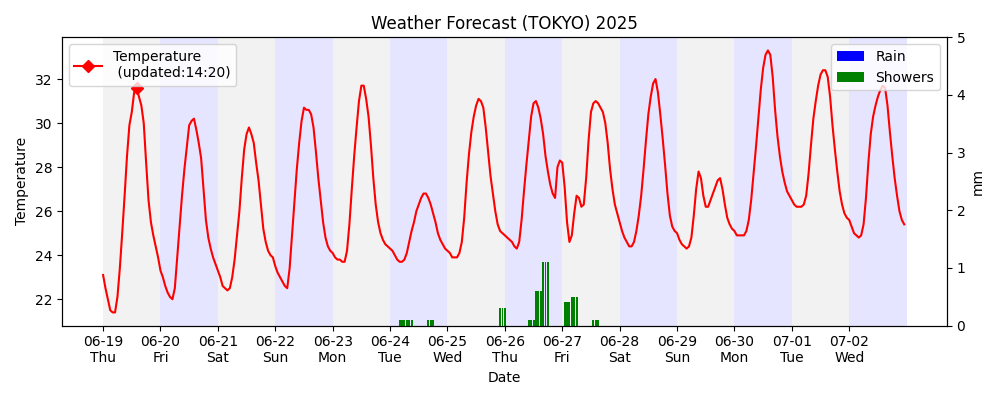 Weather Forecast (TOKYO) 2025
Temperature
(updated:14:20)
Rain
Showers
Temperature
32
30
28
26
24
22
5
4
3
2
1
0
mm
06-19 06-20 06-21 06-22 06-23 06-24 06-25 06-26 06-27 06-28 06-29 06-30 07-01 07-02
Thu Fri Sat Sun Mon Tue Wed Thu Fri Sat Sun Mon Tue Wed
Date